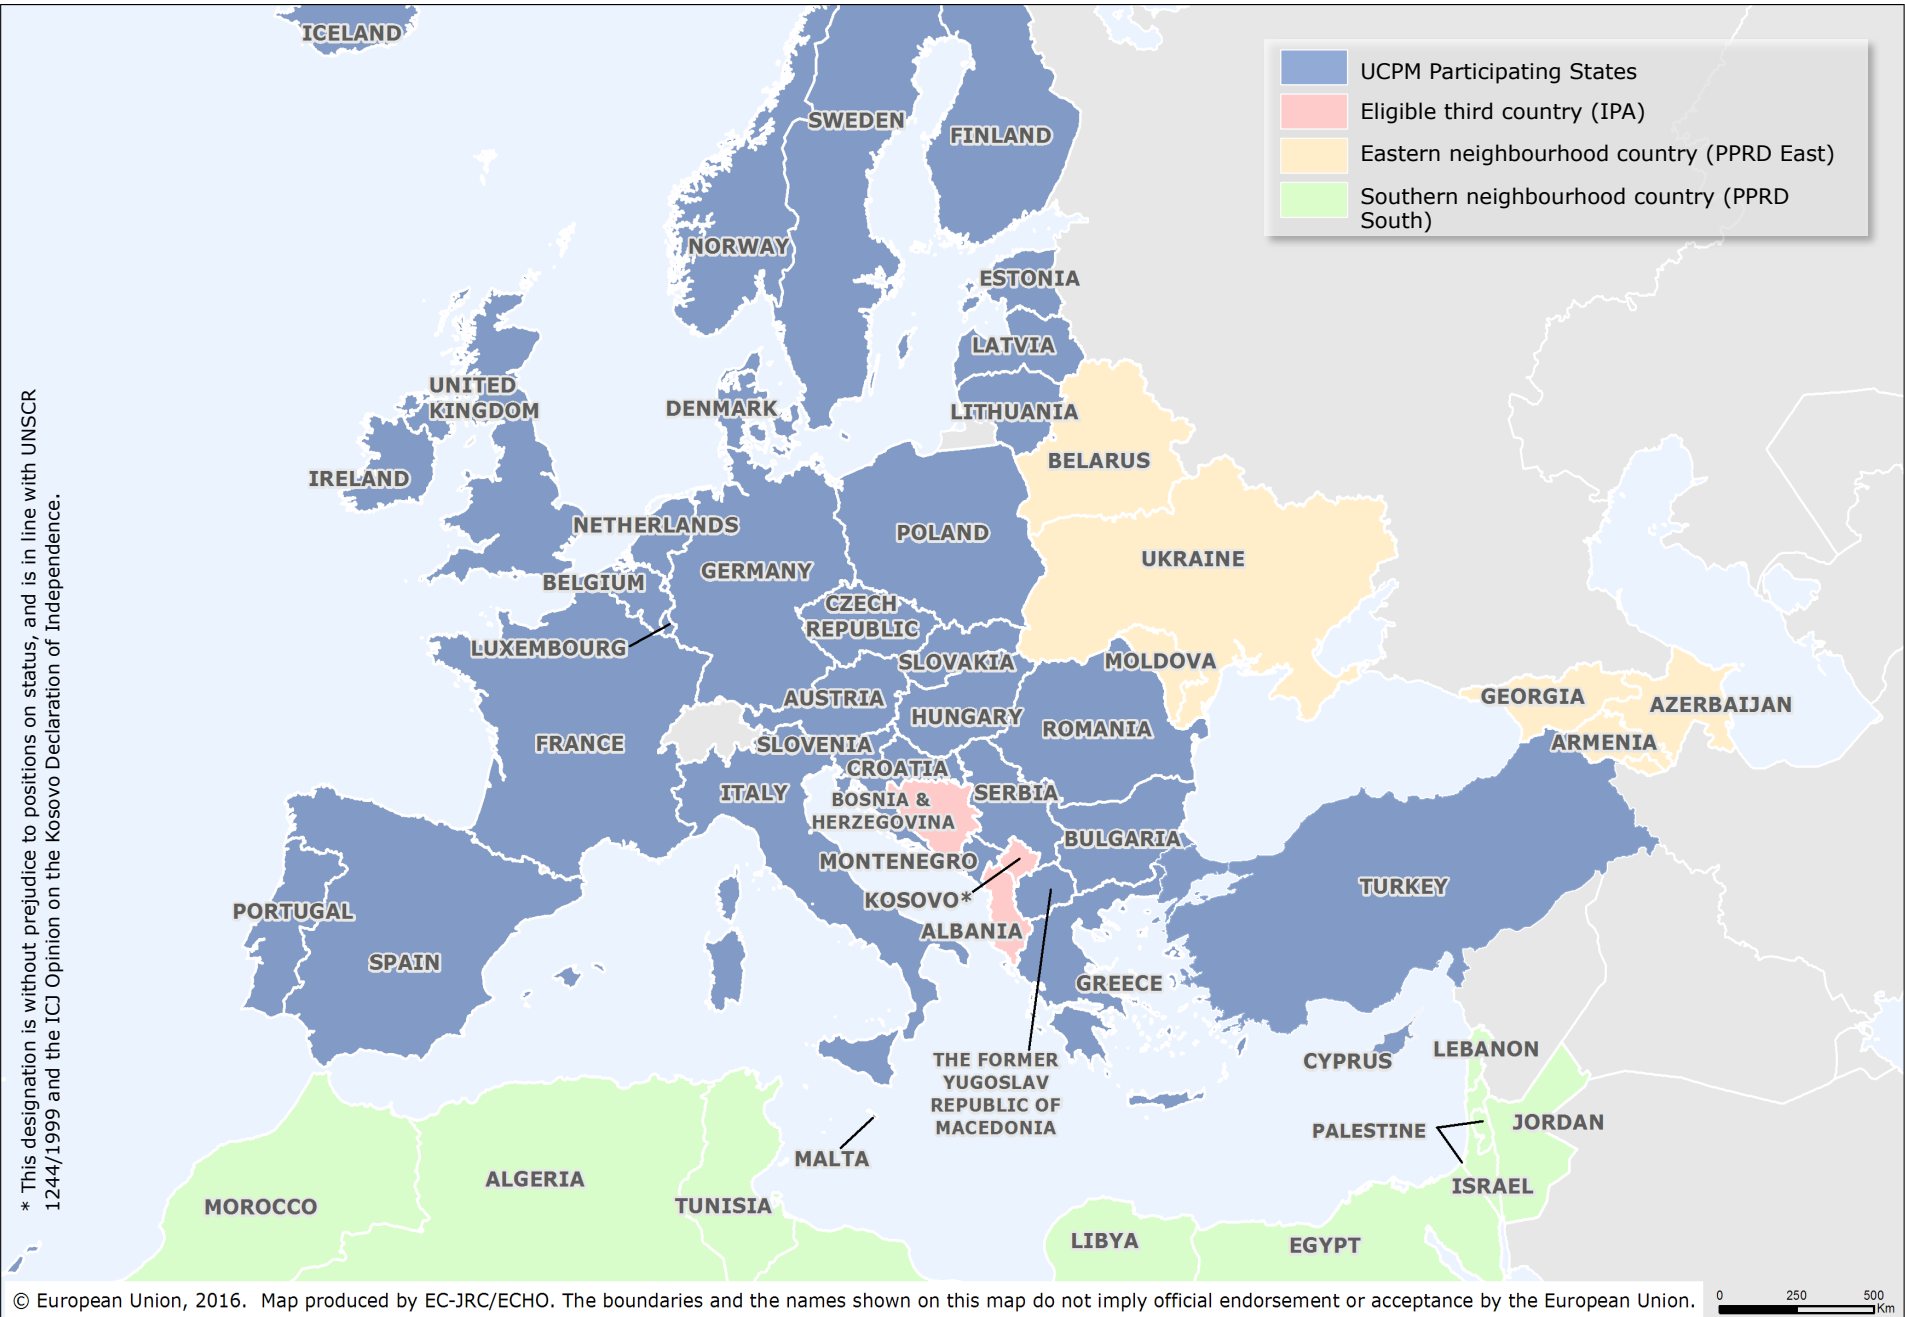 ICELAND
UCPM Participating States
Eligible third country (IPA)
Eastern neighbourhood country (PPRD East)
Southern neighbourhood country (PPRD
South)
SWEDEN
FINLAND
NORWAY
ESTONIA
LATVIA
UNITED
KINGDOM
DENMARK
LITHUANIA
BELARUS
IRELAND
NETHERLANDS
POLAND
UKRAINE
BELGIUM
GERMANY
CZECH
REPUBLIC
LUXEMBOURG
SLOVAKIA
MOLDOVA
AUSTRIA
GEORGIA
AZERBAIJAN
HUNGARY
ROMANIA
FRANCE
SLOVENIA
ARMENIA
CROATIA
ITALY
BOSNIA &
HERZEGOVINA
SERBIA
BULGARIA
MONTENEGRO
TURKEY
KOSOVO*
PORTUGAL
ALBANIA
SPAIN
GREECE
THE FORMER
YUGOSLAV
REPUBLIC OF
MACEDONIA
CYPRUS
LEBANON
PALESTINE
JORDAN
MALTA
ISRAEL
ALGERIA
MOROCCO
TUNISIA
LIBYA
EGYPT
* This designation is without prejudice to positions on status, and is in line with UNSCR
1244/1999 and the ICJ Opinion on the Kosovo Declaration of Independence.
© European Union, 2016. Map produced by EC-JRC/ECHO. The boundaries and the names shown on this map do not imply official endorsement or acceptance by the European Union.
0 250 500
Km